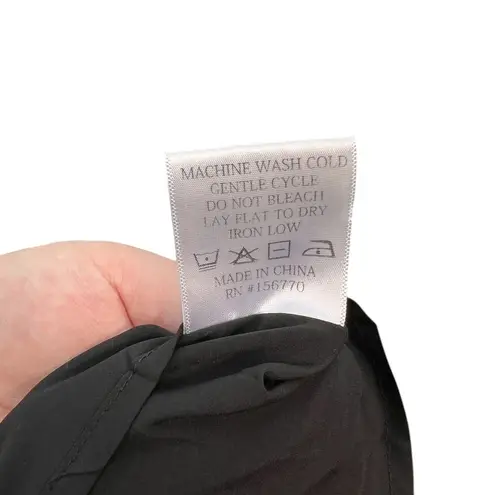 MACHINE WASH COLD
GENTLE CYCLE
DO NOT BLEACH
LAY FLAT TO DRY
IRON LOW
MADE IN CHINA
RN #156770